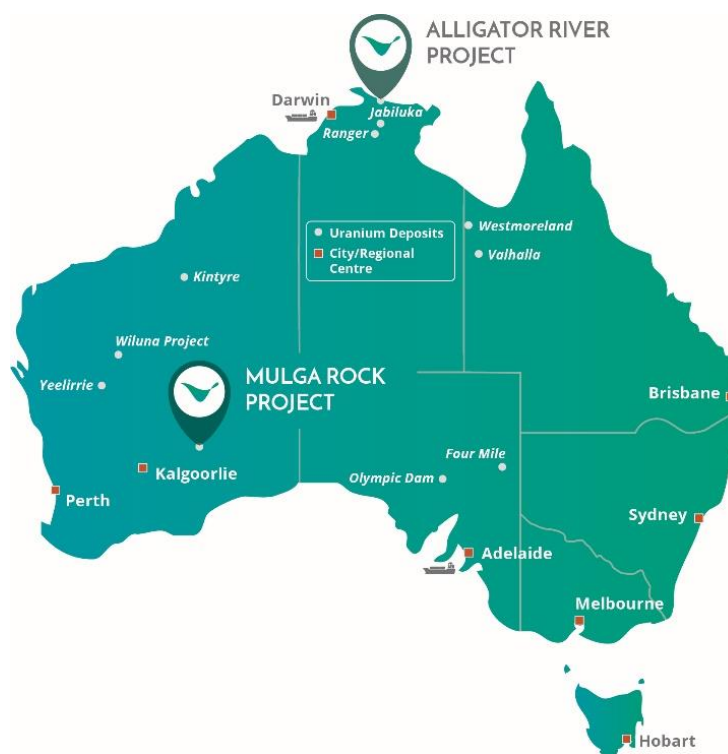 ALLIGATOR RIVER
PROJECT
Darwin
Jabiluka
Ranger
Uranium Deposits
City/Regional
Centre
Westmoreland
Valhalla
Kintyre
Wiluna Project
Yeelirrie
MULGA ROCK
PROJECT
Brisbane
Kalgoorlie
Perth
Four Mile
Olympic Dam
Sydney
Adelaide
Melbourne
Hobart